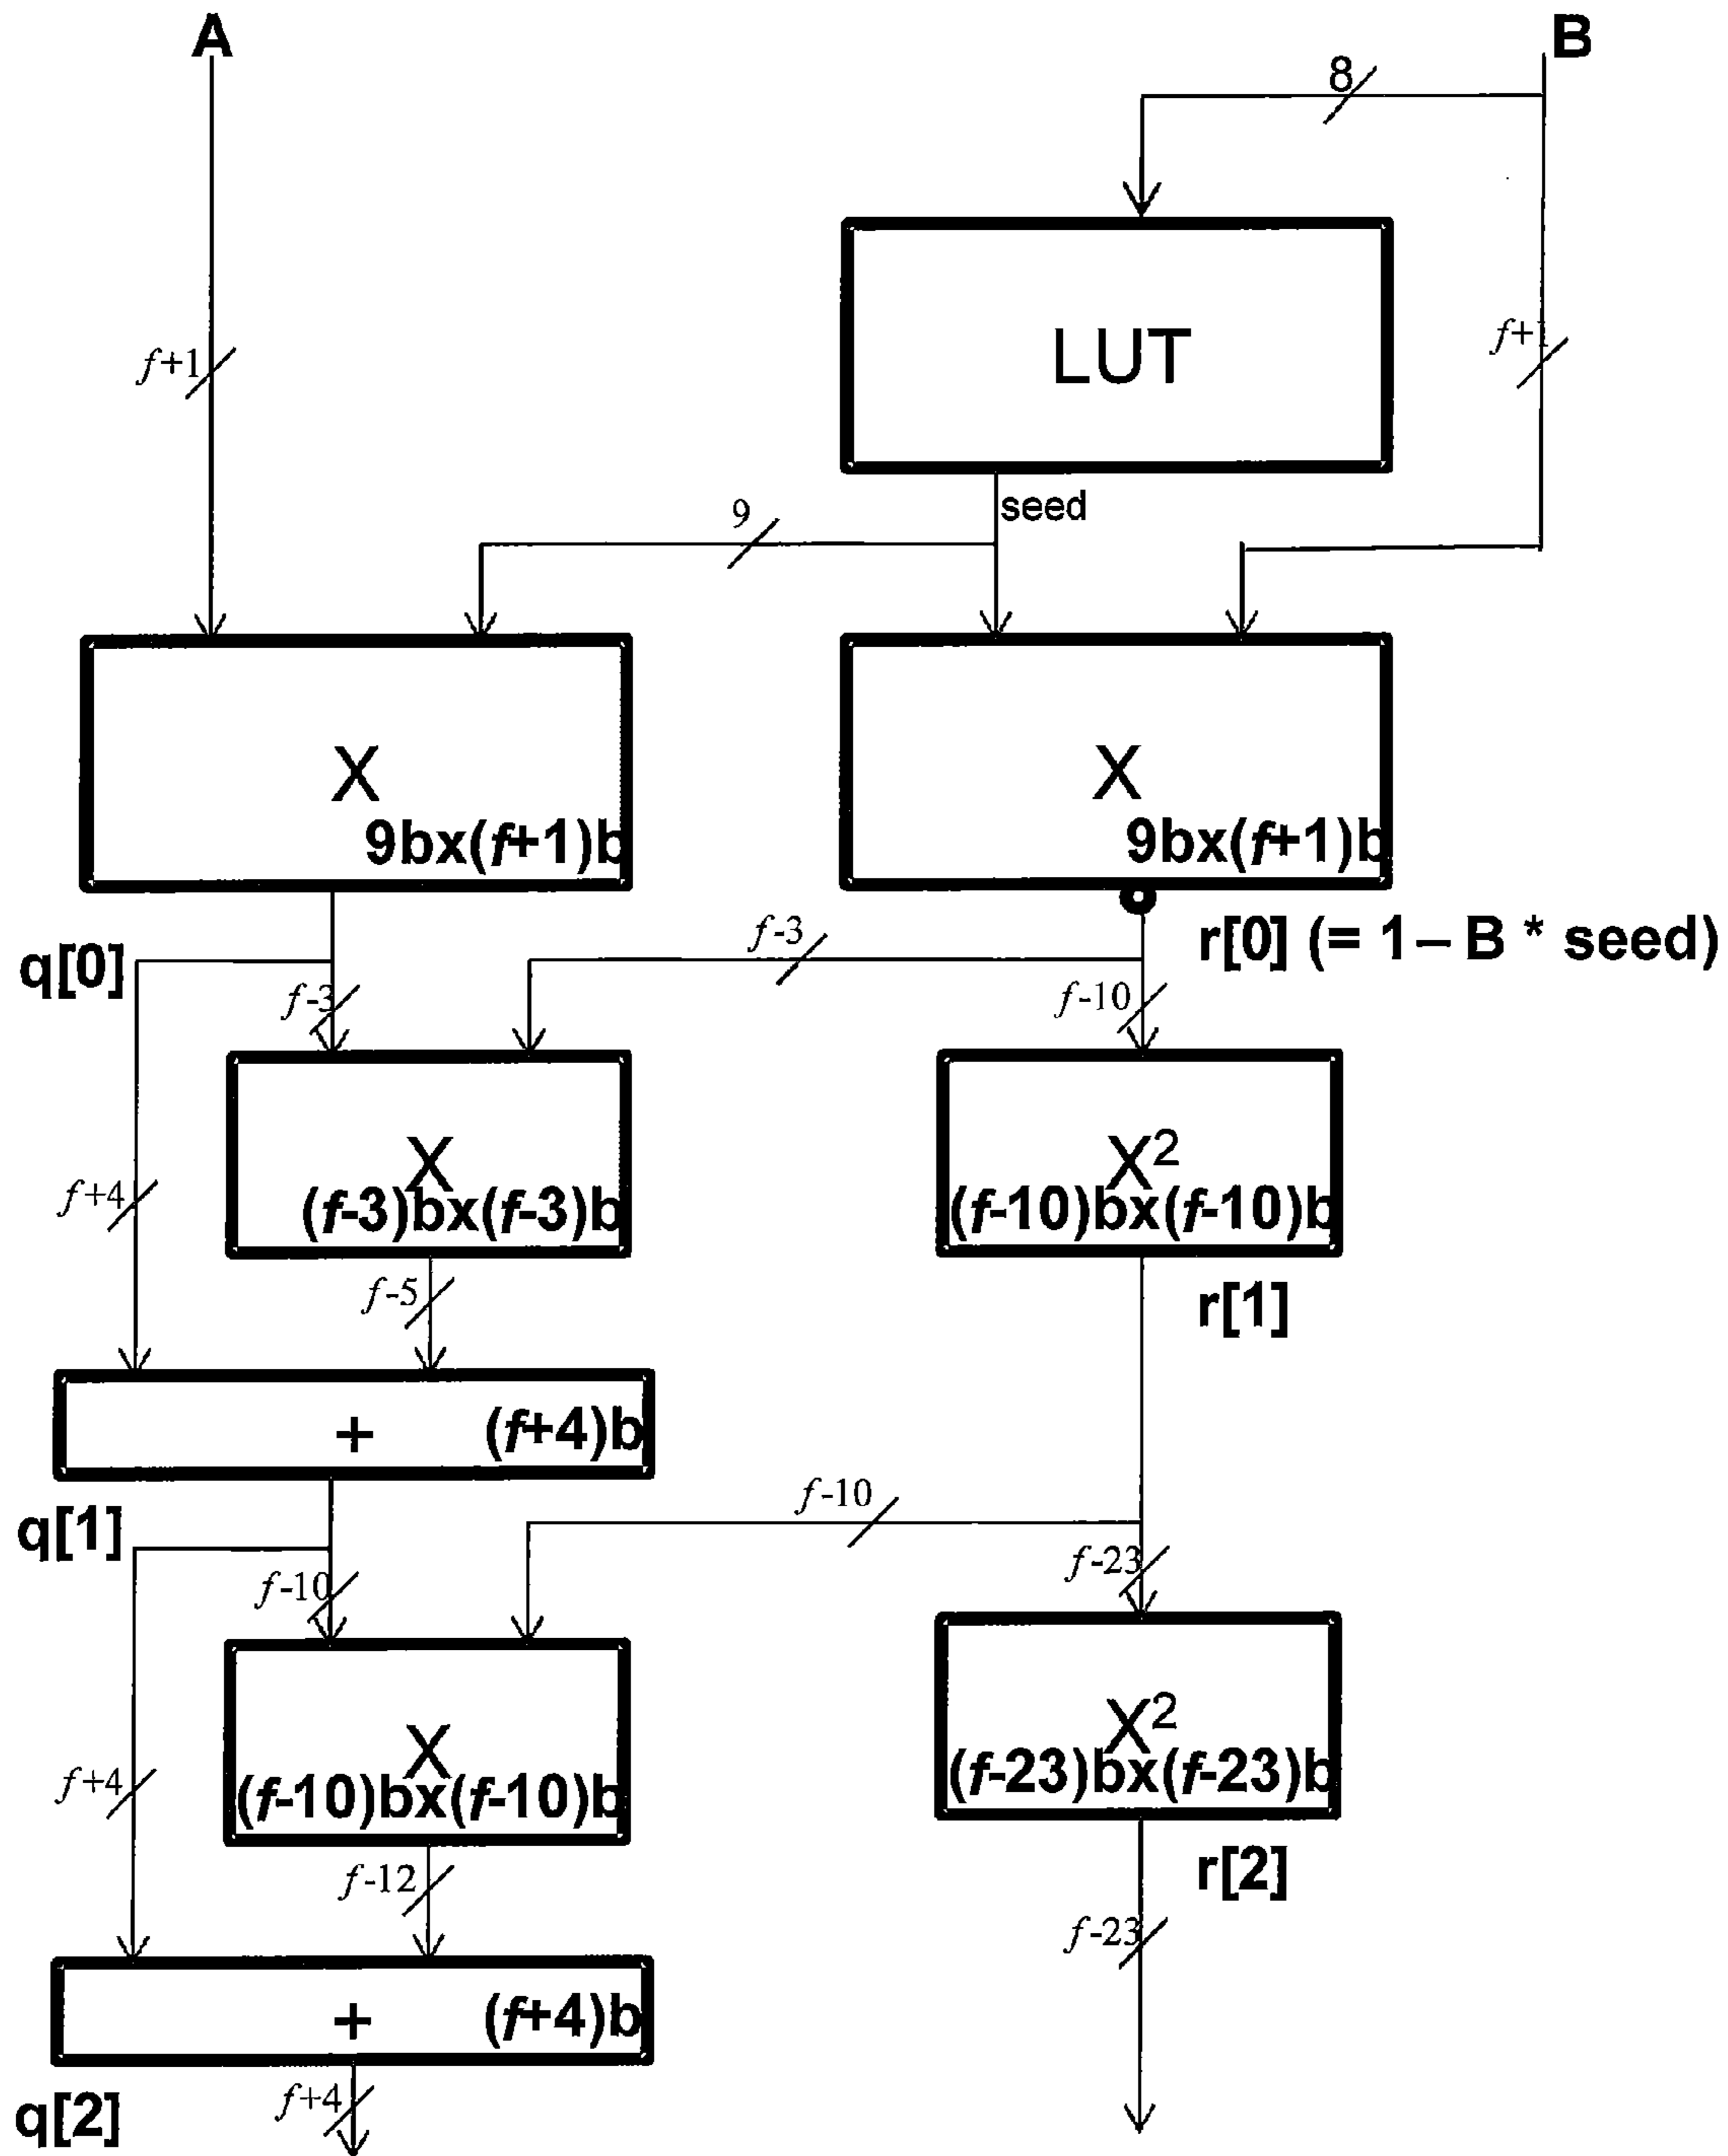 A
B
8
LUT
f+1
f+1
seed
9
X
9bx(f+1)b
X
9bx(f+1)b
q[0]
f-3
r[0] (= 1– B * seed)
f-3
f-10
X
(f-3)bx(f-3)b
X²
(f-10)bx(f-10)b
f+4
f-5
r[1]
+ (f+4)b
q[1]
f-10
f-10
f-23
X
(f-10)bx(f-10)b
X²
(f-23)bx(f-23)b
f+4
f-12
r[2]
f-23
+ (f+4)b
q[2]
f+4